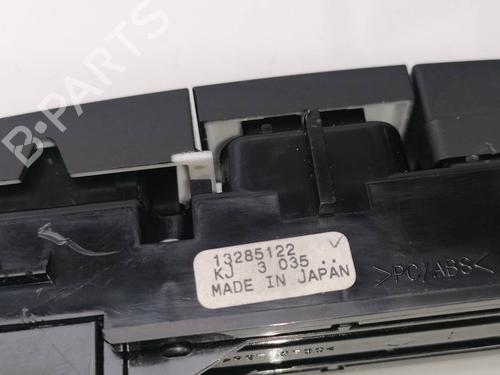 B-PARTS
13285122
KJ 3 035 ..
MADE IN JAPAN
>PC/ABS<